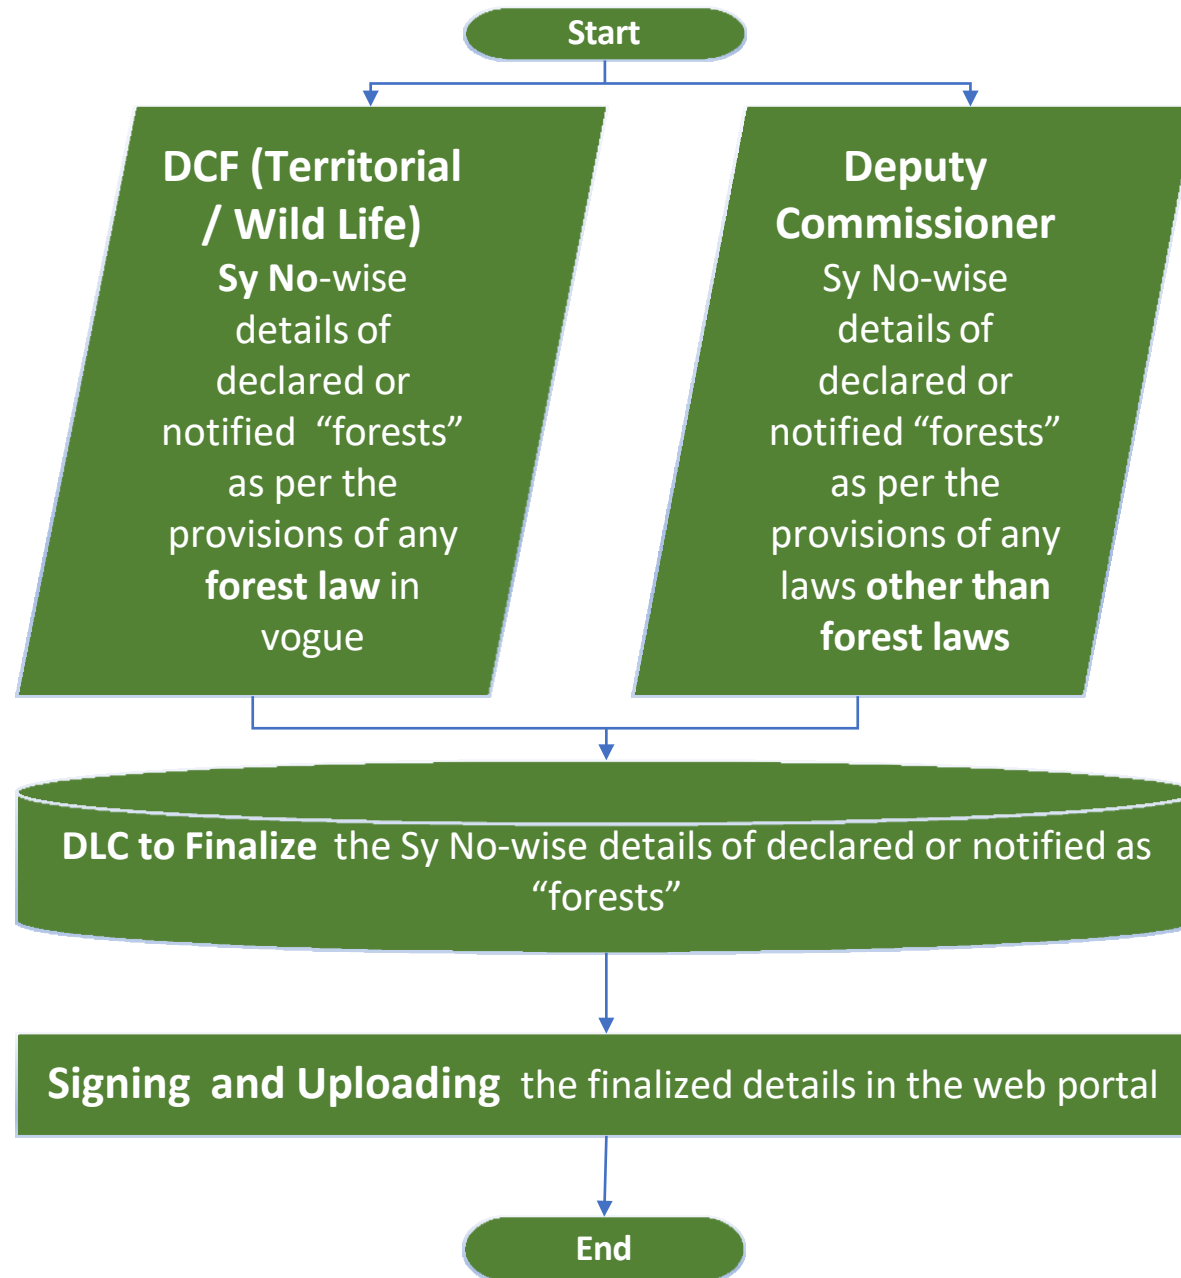 Start
DCF (Territorial
/ Wild Life)
Sy No-wise
details of
declared or
notified “forests”
as per the
provisions of any
forest law in
vogue
Deputy
Commissioner
Sy No-wise
details of
declared or
notified “forests”
as per the
provisions of any
laws other than
forest laws
DLC to Finalize the Sy No-wise details of declared or notified as
“forests”
Signing and Uploading the finalized details in the web portal
End